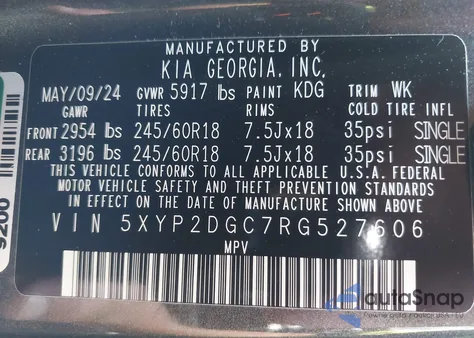 MANUFACTURED BY
KIA GEORGIA, INC.
MAY/09/24 GVWR 5917 lbs PAINT KDG TRIM WK
GAWR TIRES RIMS COLD TIRE INFL
FRONT 2954 lbs 245/60R18 7.5Jx18 35psi SINGLE
REAR 3196 lbs 245/60R18 7.5Jx18 35psi SINGLE
THIS VEHICLE CONFORMS TO ALL APPLICABLE U.S.A. FEDERAL
MOTOR VEHICLE SAFETY AND BUMPER AND THEFT PREVENTION STANDARDS
IN EFFECT ON THE DATE OF MANUFACTURE SHOWN ABOVE.
VIN 5XYP2DGC7RG527606
MPV
9200
autoSnap